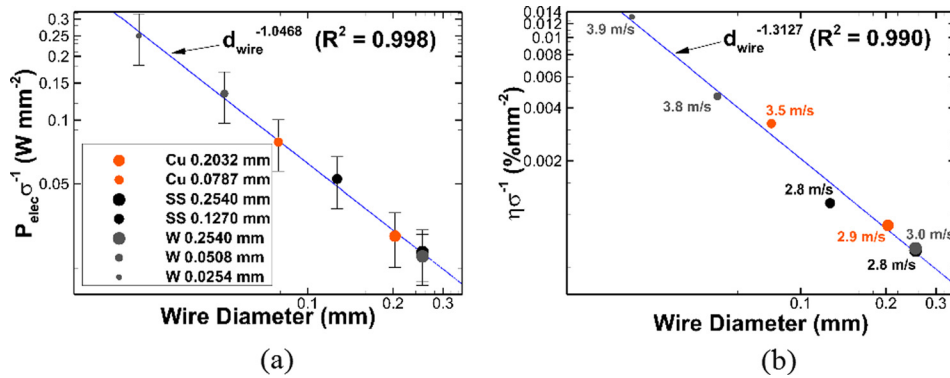 0.3
0.25
0.2
0.15
0.1
0.05
P_elec σ^-1 (W mm^-2)
d_wire^-1.0468 (R² = 0.998)
Cu 0.2032 mm
Cu 0.0787 mm
SS 0.2540 mm
SS 0.1270 mm
W 0.2540 mm
W 0.0508 mm
W 0.0254 mm
0.1 0.2 0.3
Wire Diameter (mm)
(a)
0.014
0.012
0.01
0.008
0.006
0.004
0.002
ησ^-1 (%mm^-2)
d_wire^-1.3127 (R² = 0.990)
3.9 m/s
3.8 m/s
3.5 m/s
2.8 m/s
2.9 m/s
3.0 m/s
2.8 m/s
0.1 0.2 0.3
Wire Diameter (mm)
(b)